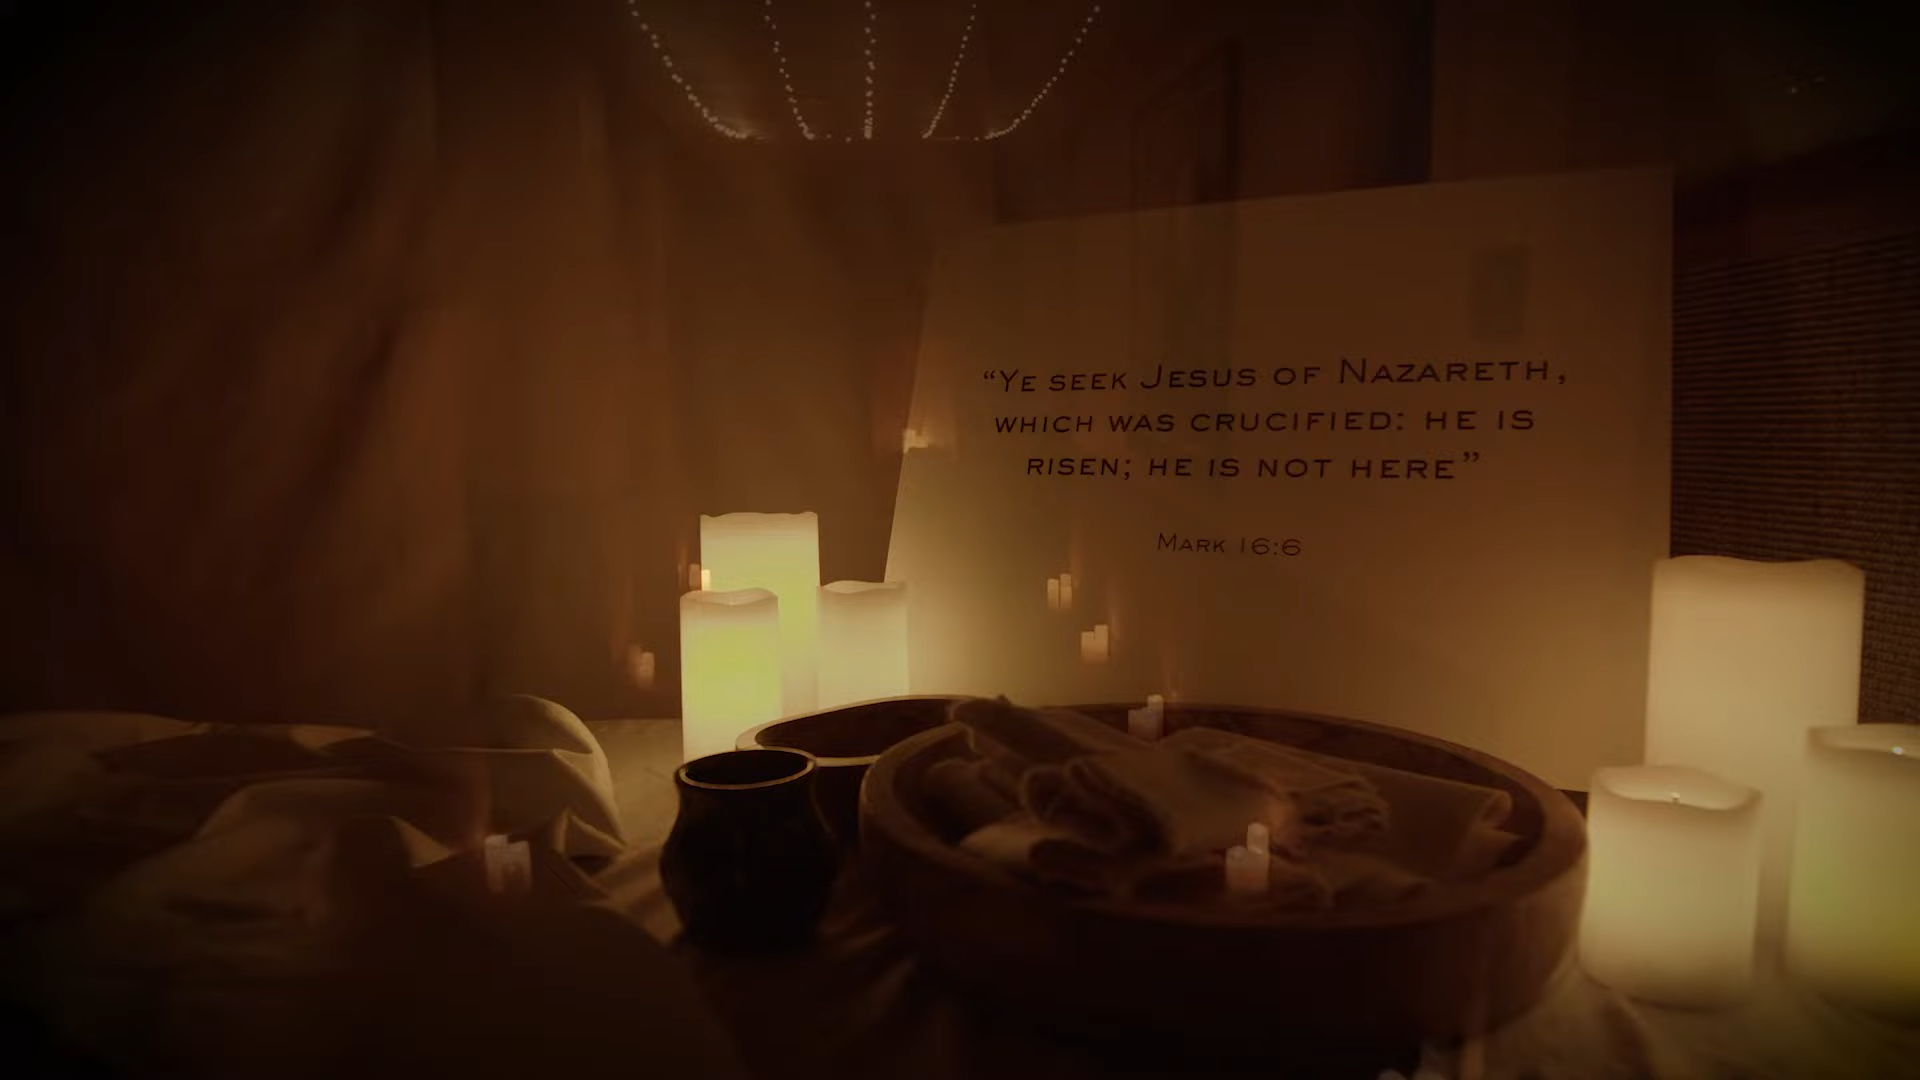 “Ye seek Jesus of Nazareth,
which was crucified: he is
risen; he is not here”
Mark 16:6